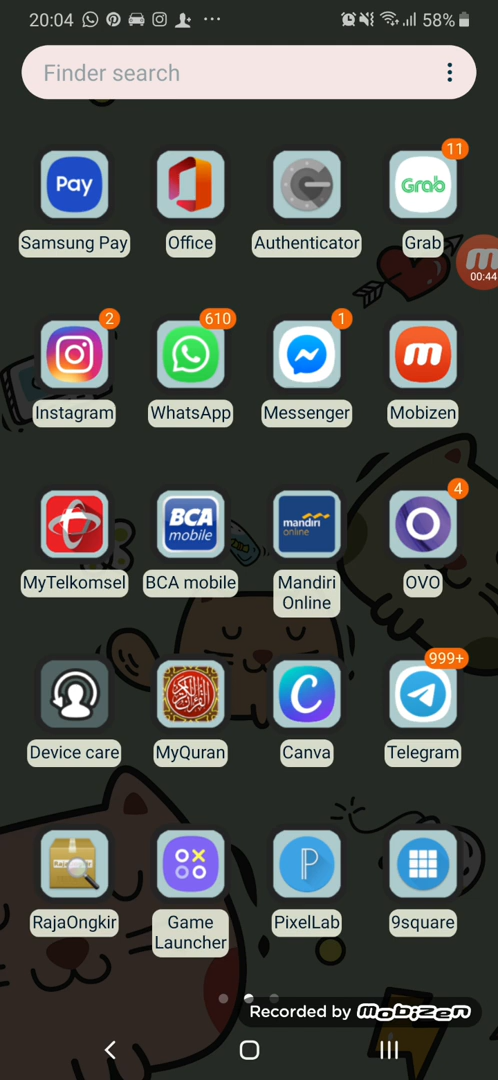 20:04 58%
Finder search
11
Pay
Grab
Samsung Pay Office Authenticator Grab
00:44
2 610 1
Instagram WhatsApp Messenger Mobizen
4
BCA
mobile
mandiri
online
MyTelkomsel BCA mobile Mandiri
Online OVO
999+
Device care MyQuran Canva Telegram
RajaOngkir Game
Launcher PixelLab 9square
Recorded by Mobizen